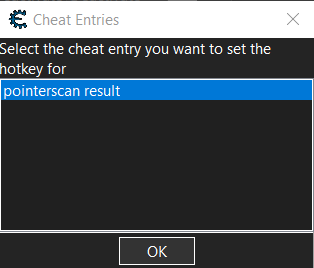 Cheat Entries
Select the cheat entry you want to set the
hotkey for
pointerscan result
OK